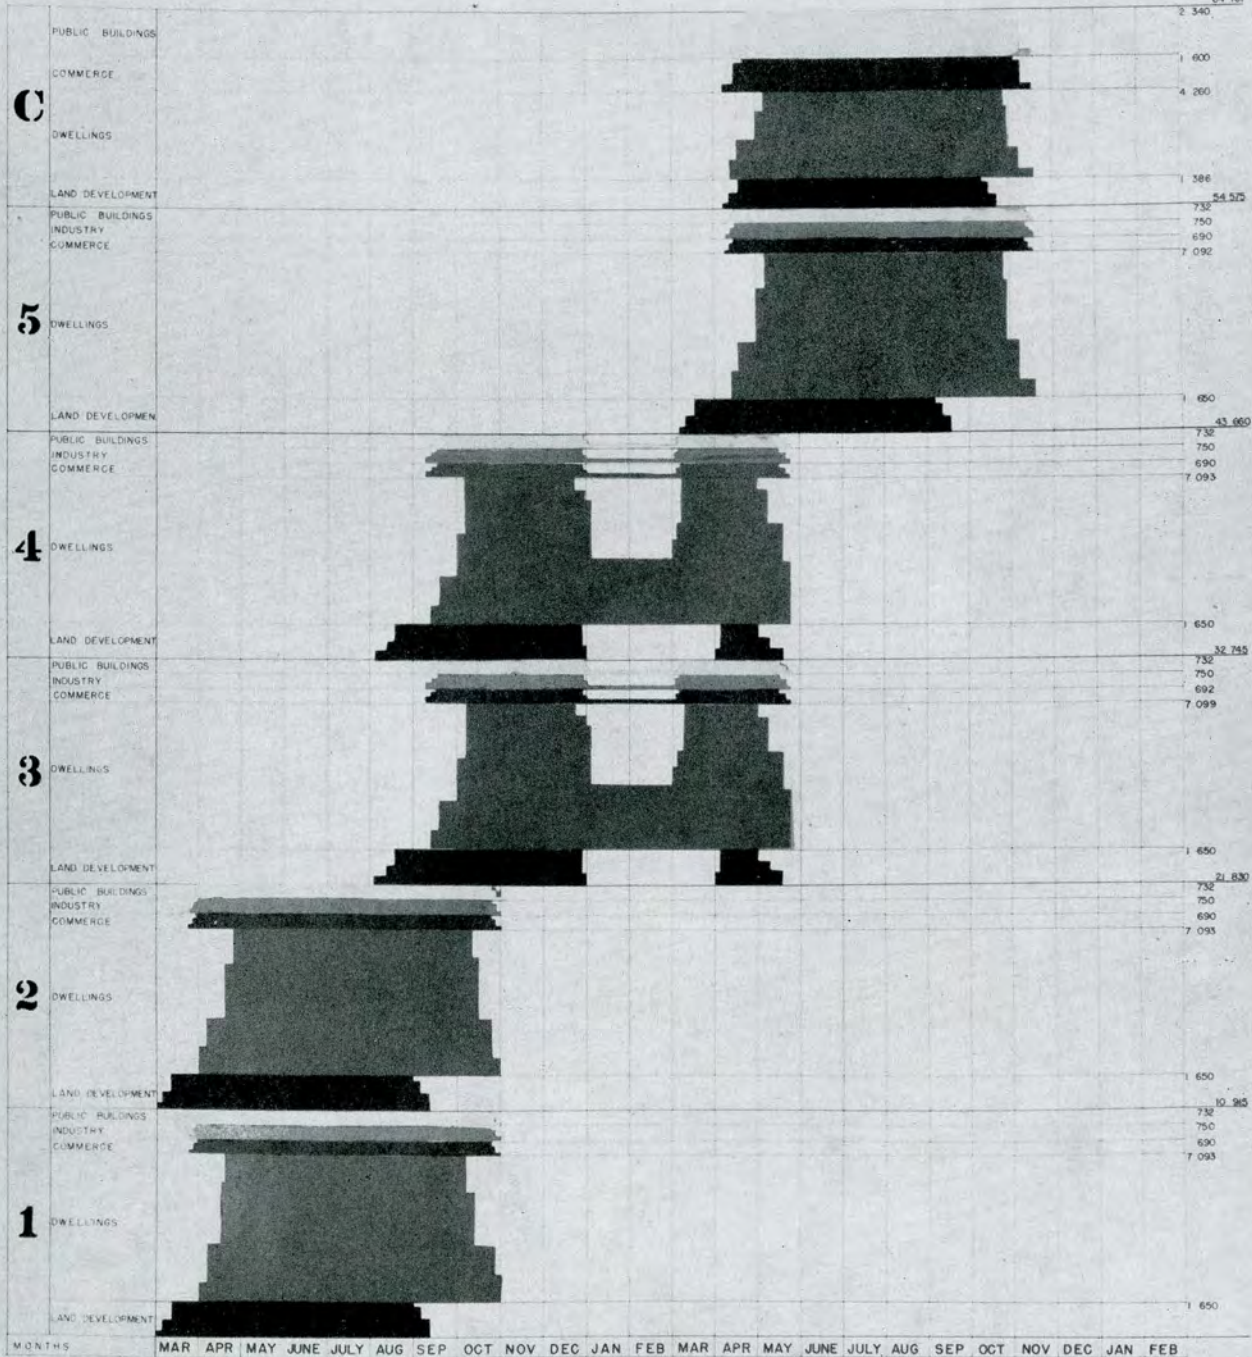 2 340
PUBLIC BUILDINGS
1 600
COMMERCE
4 260
C
DWELLINGS
1 386
LAND DEVELOPMENT
54 575
732
PUBLIC BUILDINGS
750
INDUSTRY
690
COMMERCE
7 092
5
DWELLINGS
1 650
LAND DEVELOPMEN
43 660
732
PUBLIC BUILDINGS
750
INDUSTRY
690
COMMERCE
7 093
4
DWELLINGS
1 650
LAND DEVELOPMENT
32 745
732
PUBLIC BUILDINGS
750
INDUSTRY
692
COMMERCE
7 099
3
DWELLINGS
1 650
LAND DEVELOPMENT
21 830
732
PUBLIC BUILDINGS
750
INDUSTRY
690
COMMERCE
7 093
2
DWELLINGS
1 650
LAND DEVELOPMENT
10 915
732
PUBLIC BUILDINGS
750
INDUSTRY
690
COMMERCE
7 093
1
DWELLINGS
1 650
LAND DEVELOPMENT
MONTHS MAR APR MAY JUNE JULY AUG SEP OCT NOV DEC JAN FEB MAR APR MAY JUNE JULY AUG SEP OCT NOV DEC JAN FEB